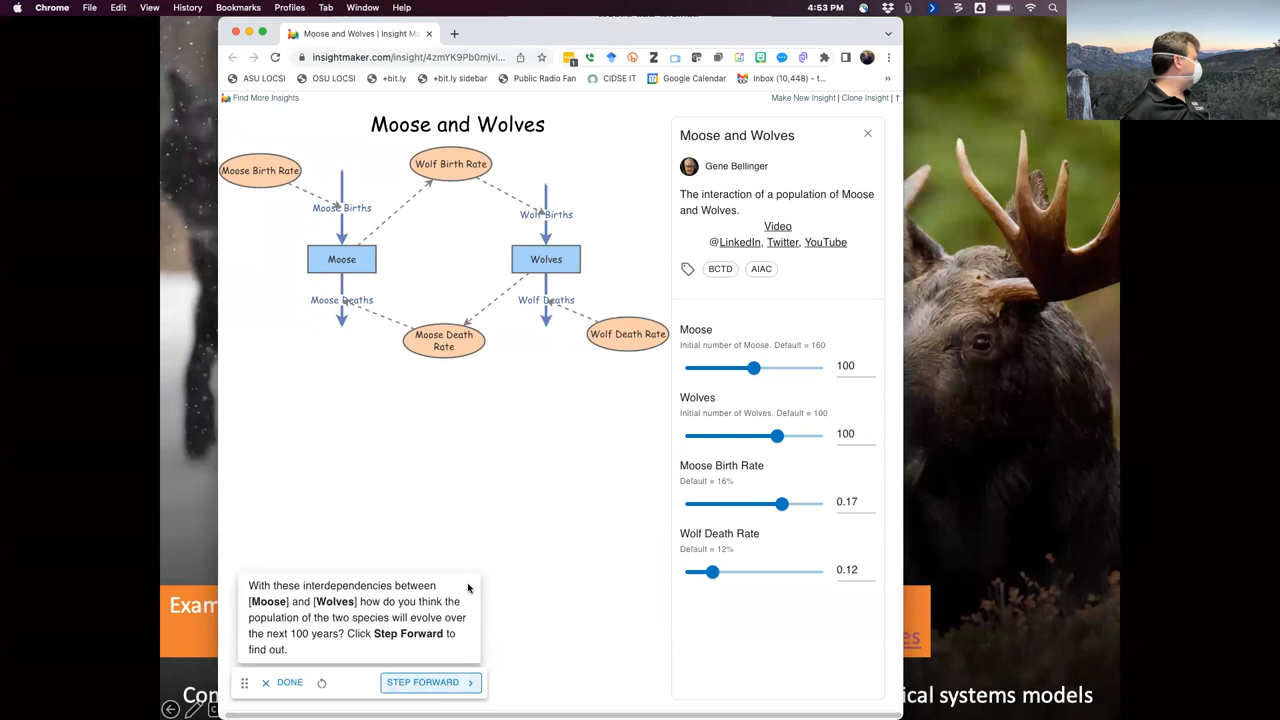 Chrome File Edit View History Bookmarks Profiles Tab Window Help 4:53 PM
Moose and Wolves | Insight M
insightmaker.com/insight/4zmYK9Pb0mjvi...
ASU LOCSI OSU LOCSI +bit.ly +bit.ly sidebar Public Radio Fan CIDSE IT Google Calendar Inbox (10,448) - t... »
Find More Insights Make New Insight | Clone Insight | ↑
Moose and Wolves
Moose Birth Rate
Wolf Birth Rate
Moose Births
Wolf Births
Moose
Wolves
Moose Deaths
Wolf Deaths
Moose Death
Rate
Wolf Death Rate
Moose and Wolves
Gene Bellinger
The interaction of a population of Moose
and Wolves.
Video
@LinkedIn, Twitter, YouTube
BCTD AIAC
Moose
Initial number of Moose. Default = 160
100
Wolves
Initial number of Wolves. Default = 100
100
Moose Birth Rate
Default = 16%
0.17
Wolf Death Rate
Default = 12%
0.12
With these interdependencies between
[Moose] and [Wolves] how do you think the
population of the two species will evolve over
the next 100 years? Click Step Forward to
find out.
DONE STEP FORWARD
Exam
es
Con
ical systems models